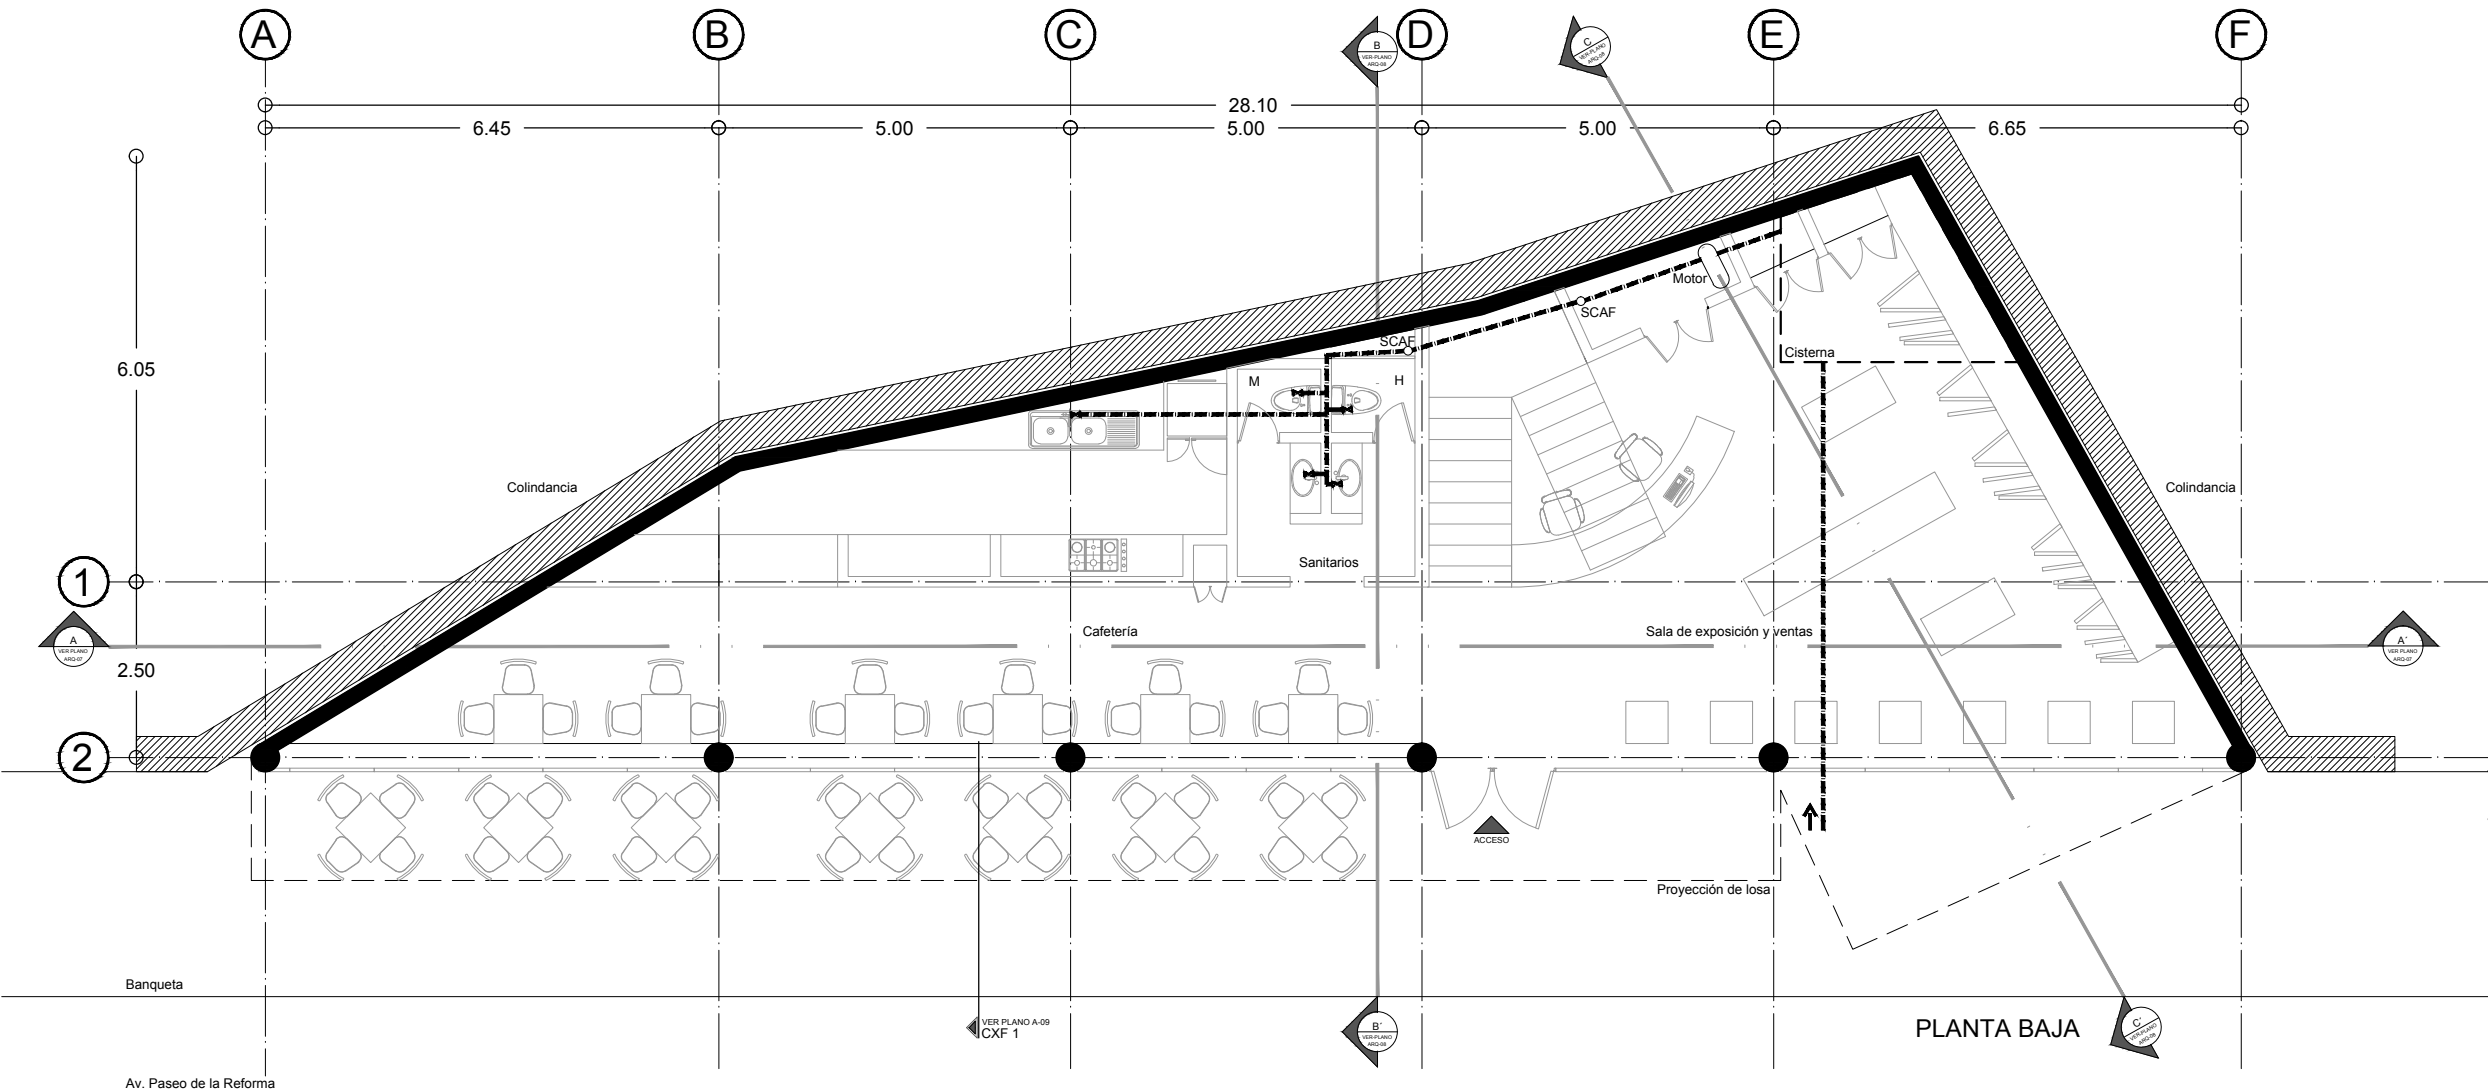 A
B
C
D
E
F
B
VER-PLANO
ARQ-08
C
VER-PLANO
ARQ-08
28.10
6.45
5.00
5.00
5.00
6.65
Motor
SCAF
SCAF
Cisterna
6.05
M
H
Colindancia
Colindancia
Sanitarios
1
A
VER PLANO
ARQ-07
Cafetería
Sala de exposición y ventas
A´
VER PLANO
ARQ-07
2.50
2
ACCESO
Proyección de losa
Banqueta
VER PLANO A-09
CXF 1
B´
VER-PLANO
ARQ-08
PLANTA BAJA
C´
VER-PLANO
ARQ-08
Av. Paseo de la Reforma